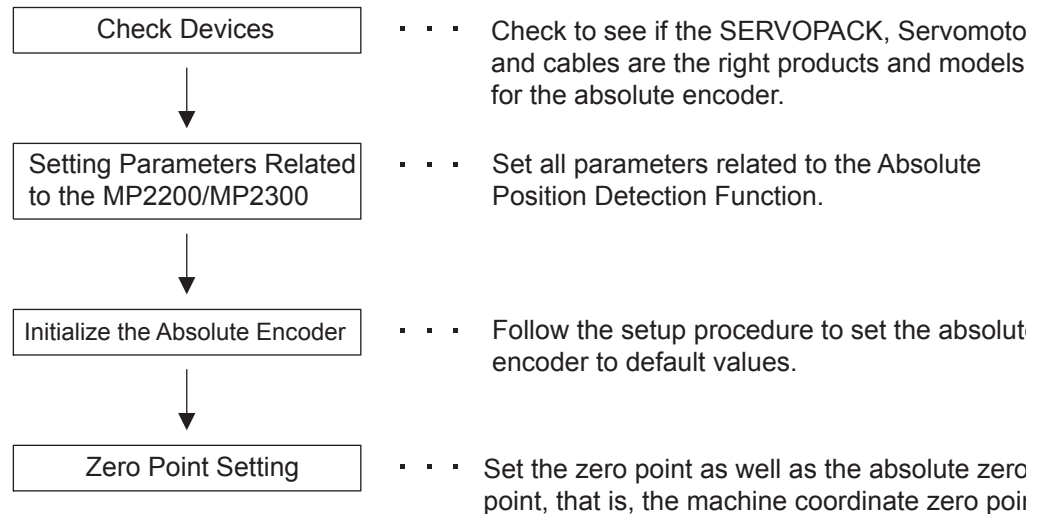 Check Devices
· · · Check to see if the SERVOPACK, Servomoto
and cables are the right products and models
for the absolute encoder.
Setting Parameters Related
to the MP2200/MP2300
· · · Set all parameters related to the Absolute
Position Detection Function.
Initialize the Absolute Encoder
· · · Follow the setup procedure to set the absolute
encoder to default values.
Zero Point Setting
· · · Set the zero point as well as the absolute zero
point, that is, the machine coordinate zero poin